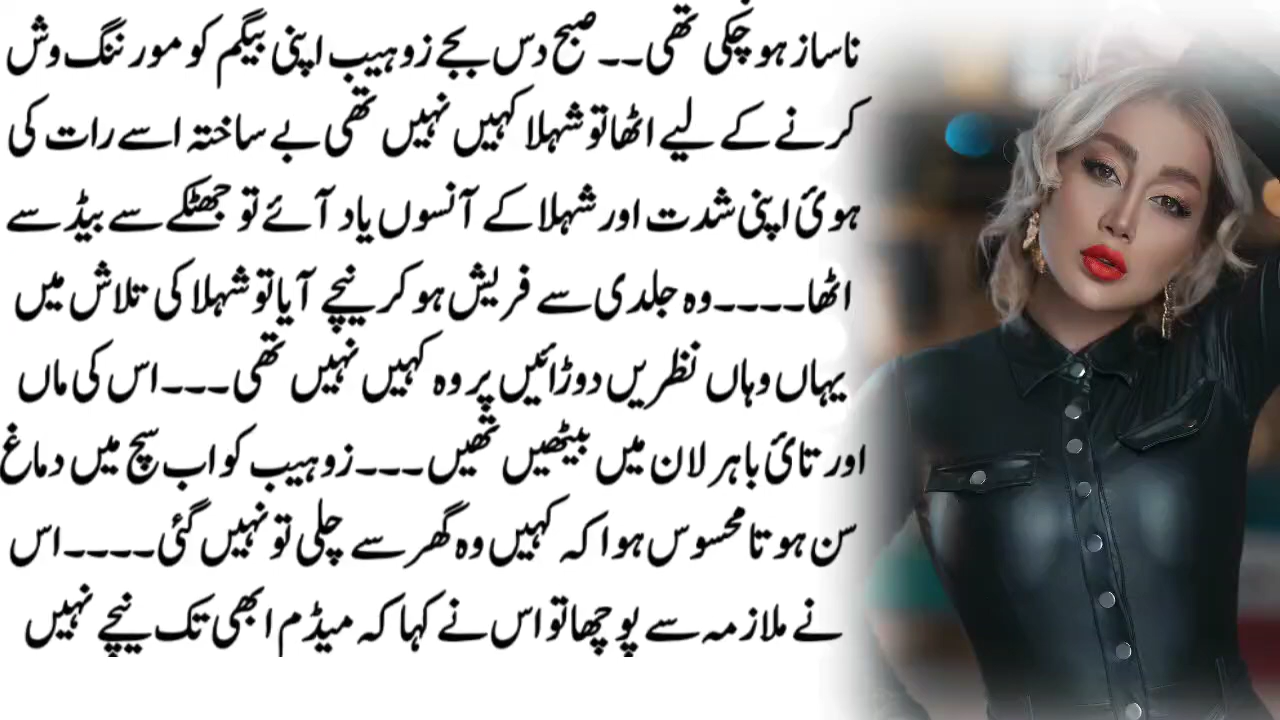 ناساز ہو چکی تھی۔۔ صبح دس بجے زوہیب اپنی بیگم کو مورننگ وش
کرنے کے لیے اٹھا تو شہلا کہیں نہیں تھی بے ساختہ اسے رات کی
ہوئ اپنی شدت اور شہلا کے آنسوں یاد آئے تو جھٹکے سے بیڈ سے
اٹھا۔۔۔۔ وہ جلدی سے فریش ہو کر نیچے آیا تو شہلا کی تلاش میں
یہاں وہاں نظریں دوڑائیں پر وہ کہیں نہیں تھی۔۔۔ اس کی ماں
اور تائ باہر لان میں بیٹھیں تھیں۔۔۔ زوہیب کو اب سچ میں دماغ
سن ہوتا محسوس ہوا کہ کہیں وہ گھر سے چلی تو نہیں گئی۔۔۔۔ اس
نے ملازمہ سے پوچھا تو اس نے کہا کہ میڈم ابھی تک نیچے نہیں